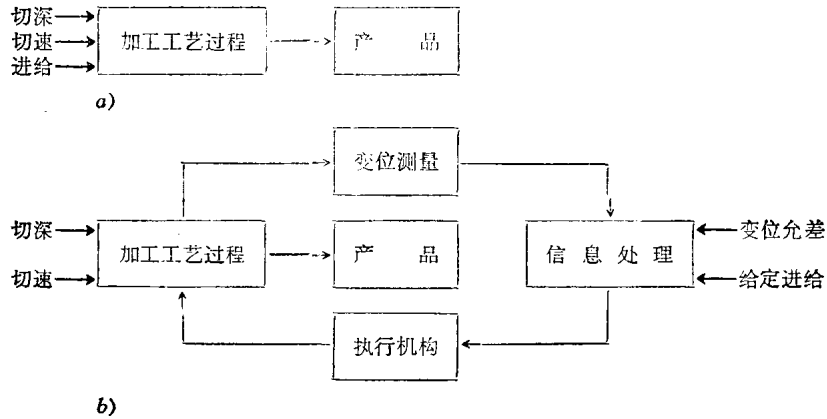 切深
切速
进给
加工工艺过程
产品
a)
变位测量
切深
切速
加工工艺过程
产品
信息处理
变位允差
给定进给
执行机构
b)